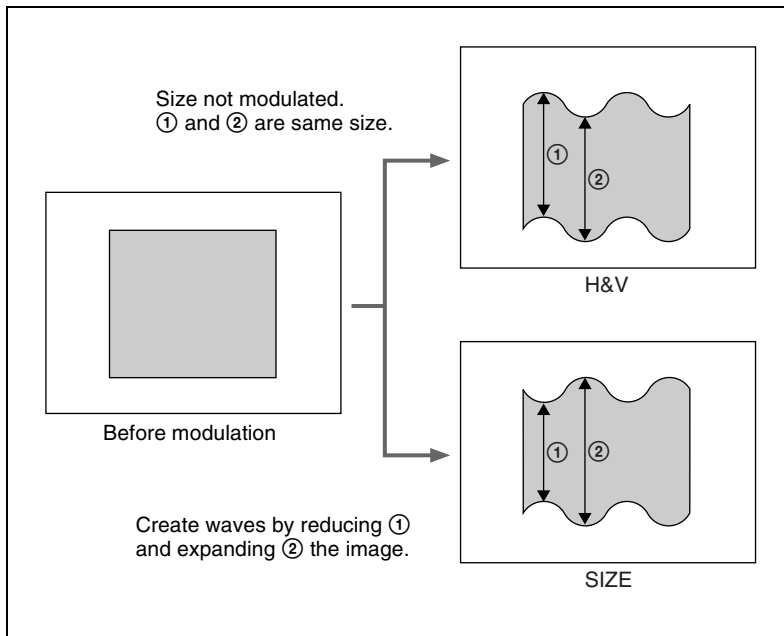 Size not modulated.
① and ② are same size.
①
②
H&V
Before modulation
①
②
Create waves by reducing ①
and expanding ② the image.
SIZE